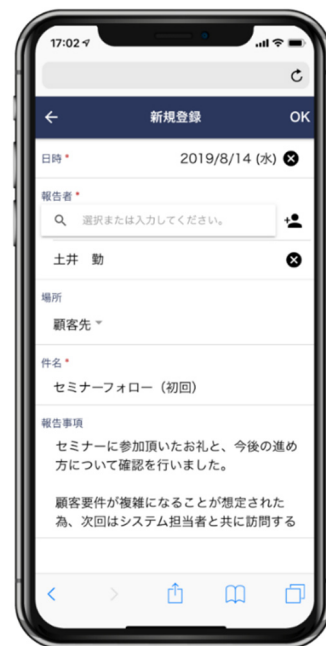 17:02
新規登録
OK
日時 *
2019/8/14 (水)
報告者 *
選択または入力してください。
土井 勤
場所
顧客先
件名 *
セミナーフォロー（初回）
報告事項
セミナーに参加頂いたお礼と、今後の進め
方について確認を行いました。
顧客要件が複雑になることが想定された
為、次回はシステム担当者と共に訪問する